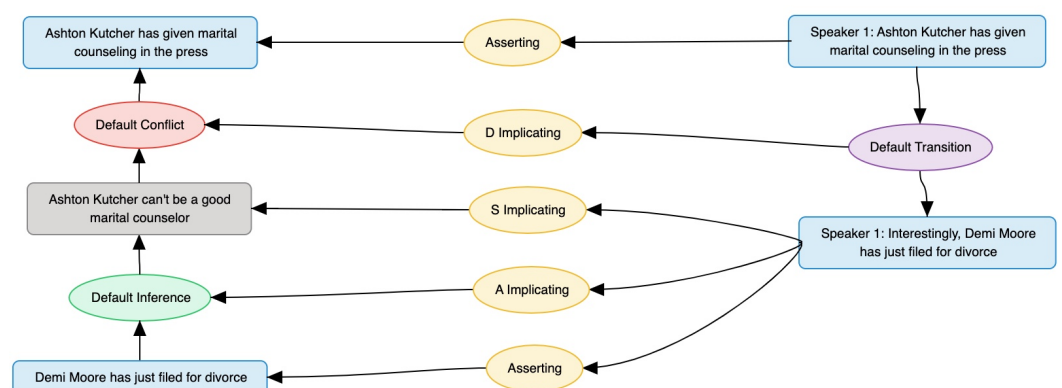 Ashton Kutcher has given marital
counseling in the press
Asserting
Speaker 1: Ashton Kutcher has given
marital counseling in the press
Default Conflict
D Implicating
Default Transition
Ashton Kutcher can't be a good
marital counselor
S Implicating
Speaker 1: Interestingly, Demi Moore
has just filed for divorce
Default Inference
A Implicating
Demi Moore has just filed for divorce
Asserting